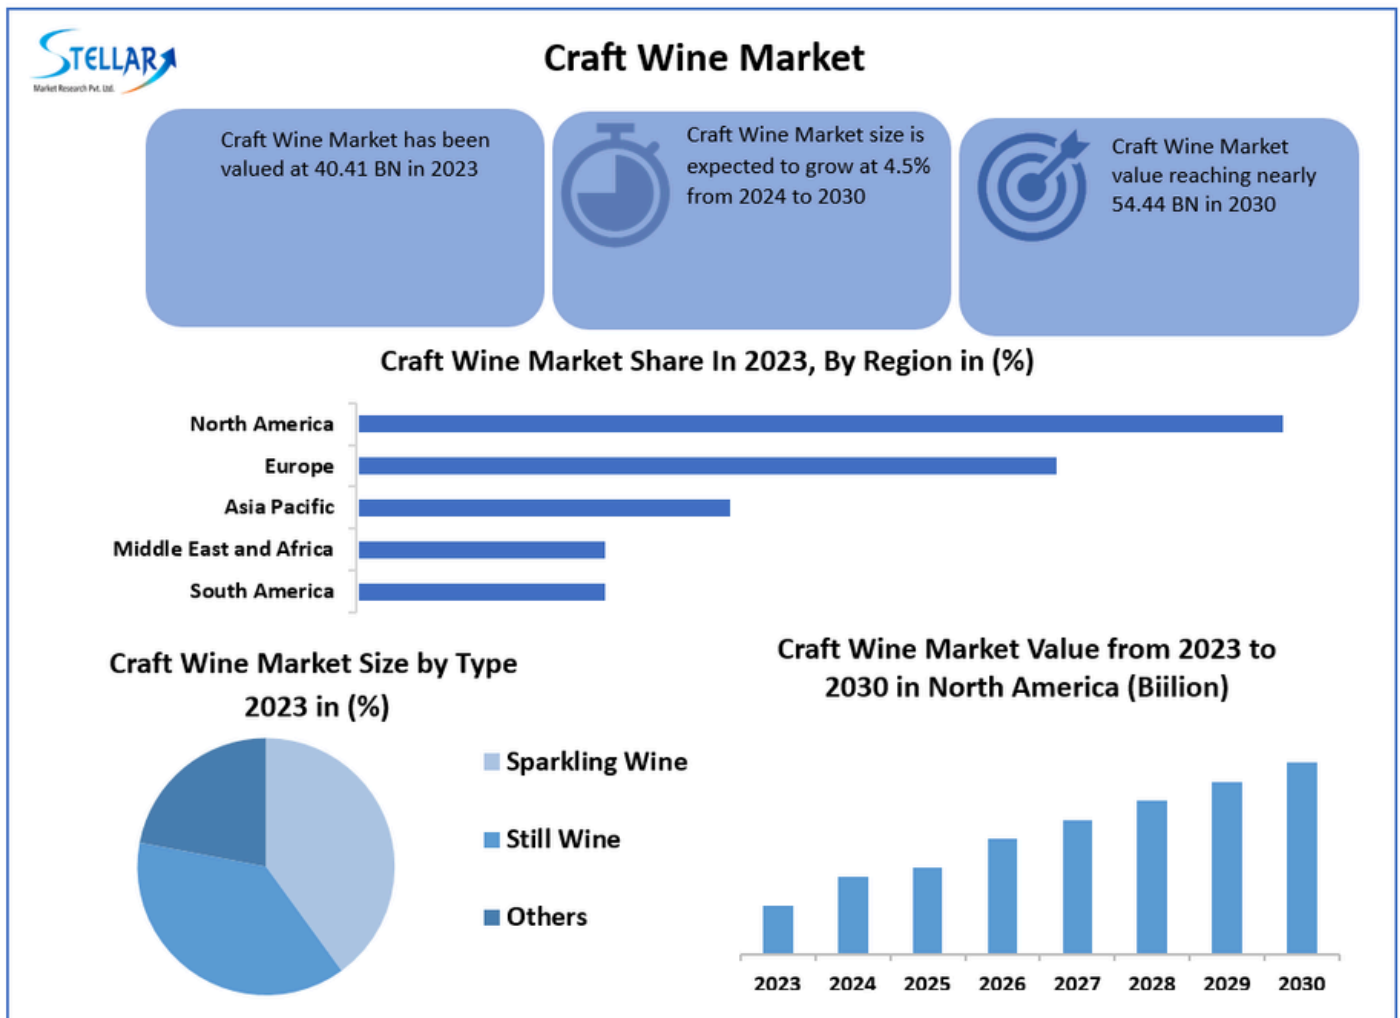 STELLAR
Market Research Pvt. Ltd.
Craft Wine Market
Craft Wine Market has been
valued at 40.41 BN in 2023
Craft Wine Market size is
expected to grow at 4.5%
from 2024 to 2030
Craft Wine Market
value reaching nearly
54.44 BN in 2030
Craft Wine Market Share In 2023, By Region in (%)
North America
Europe
Asia Pacific
Middle East and Africa
South America
Craft Wine Market Size by Type
2023 in (%)
Sparkling Wine
Still Wine
Others
Craft Wine Market Value from 2023 to
2030 in North America (Biilion)
2023 2024 2025 2026 2027 2028 2029 2030